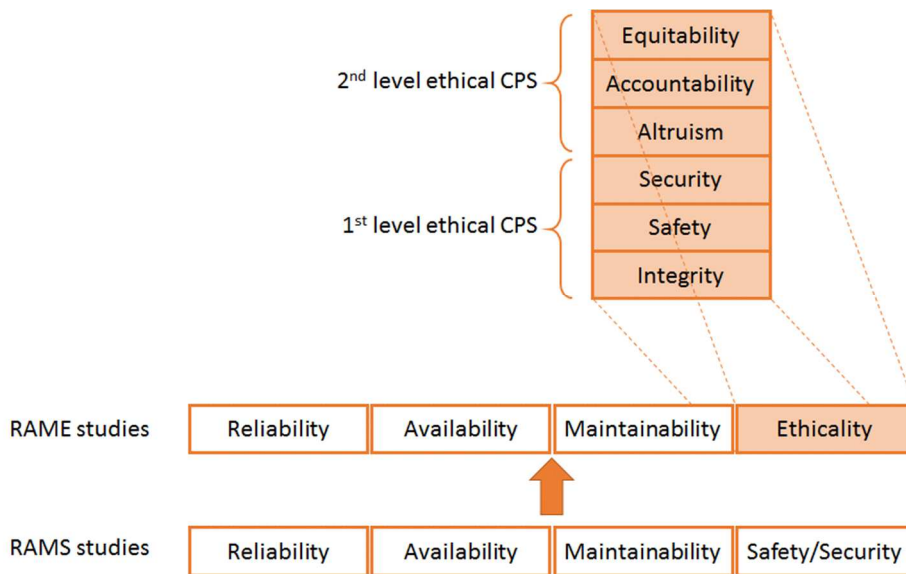 Equitability
2nd level ethical CPS
Accountability
Altruism
Security
1st level ethical CPS
Safety
Integrity
RAME studies
Reliability
Availability
Maintainability
Ethicality
RAMS studies
Reliability
Availability
Maintainability
Safety/Security